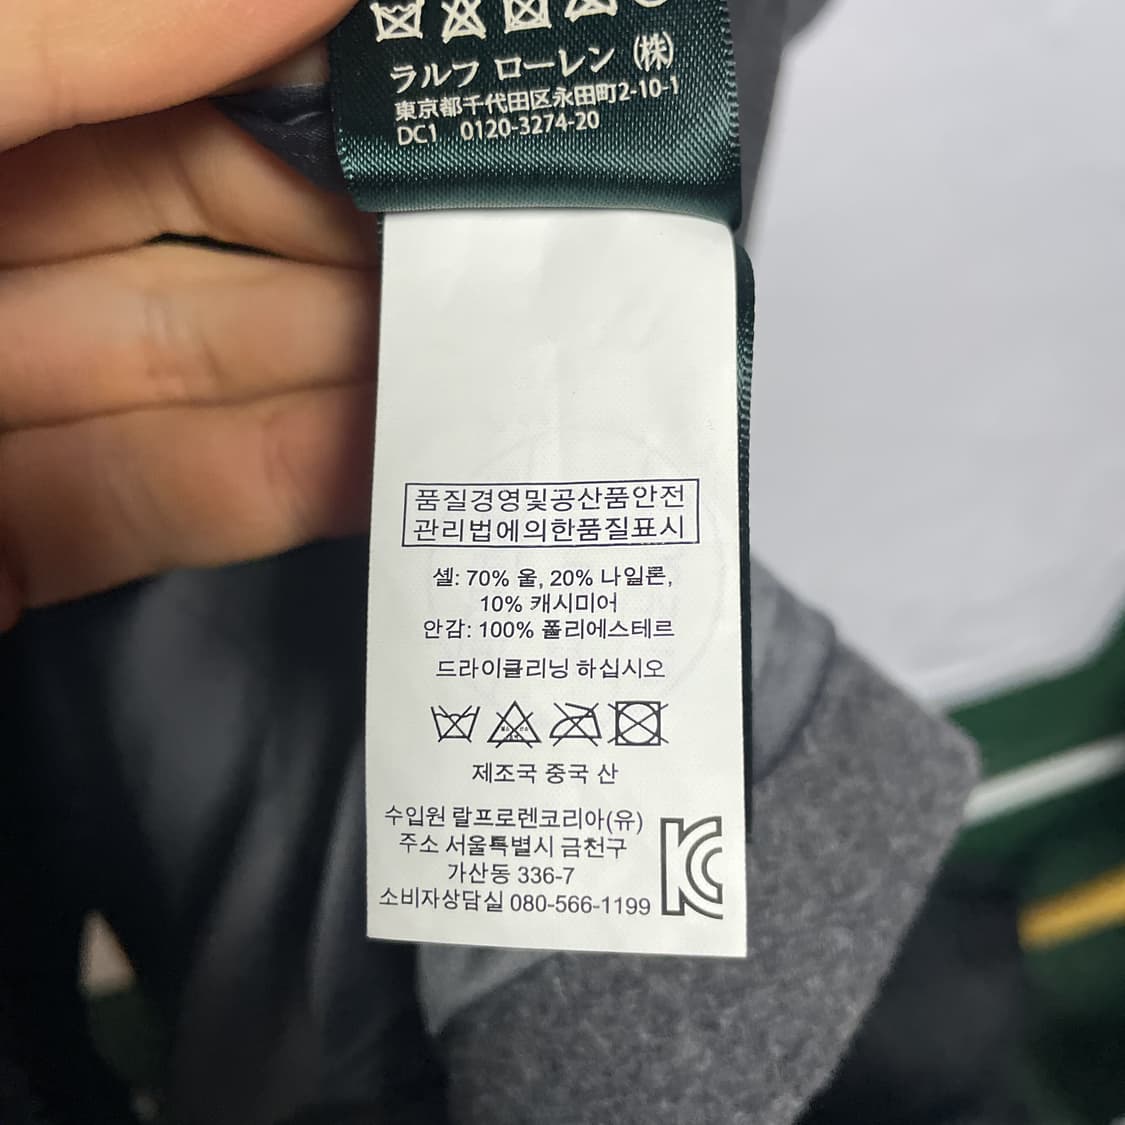 ラルフ ローレン (株)
東京都千代田区永田町2-10-1
DC1 0120-3274-20
품질경영및공산품안전
관리법에의한품질표시
셸: 70% 울, 20% 나일론,
10% 캐시미어
안감: 100% 폴리에스테르
드라이클리닝 하십시오
제조국 중국 산
수입원 랄프로렌코리아(유)
주소 서울특별시 금천구
가산동 336-7
소비자상담실 080-566-1199